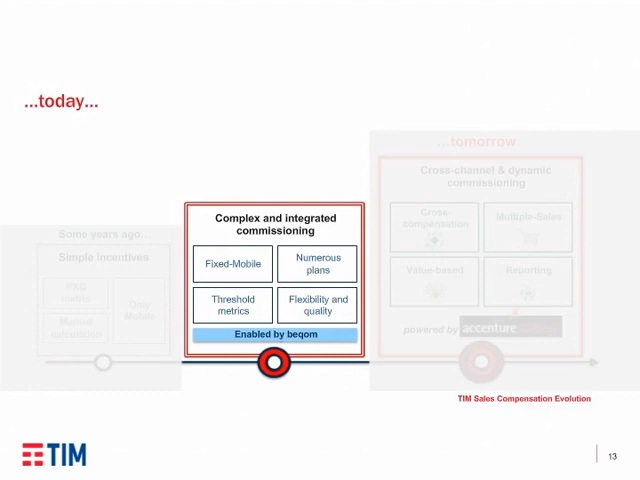 ...today...
...tomorrow
Cross-channel & dynamic
commissioning
Cross-
compensation
Multiple-Sales
Value-based
Reporting
powered by accenture
Complex and integrated
commissioning
Fixed-Mobile
Numerous
plans
Threshold
metrics
Flexibility and
quality
Enabled by beqom
Some years ago...
Simple Incentives
Only
Mobile
Manual
calculation
TIM Sales Compensation Evolution
TIM
13